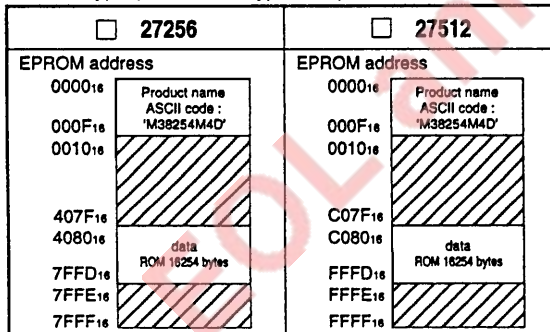 27256
27512
EPROM address
0000₁₆
Product name
ASCII code :
'M38254M4D'
000F₁₆
0010₁₆
407F₁₆
4080₁₆
data
ROM 16254 bytes
7FFD₁₆
7FFE₁₆
7FFF₁₆
EPROM address
0000₁₆
Product name
ASCII code :
'M38254M4D'
000F₁₆
0010₁₆
C07F₁₆
C080₁₆
data
ROM 16254 bytes
FFFD₁₆
FFFE₁₆
FFFF₁₆
EOL an